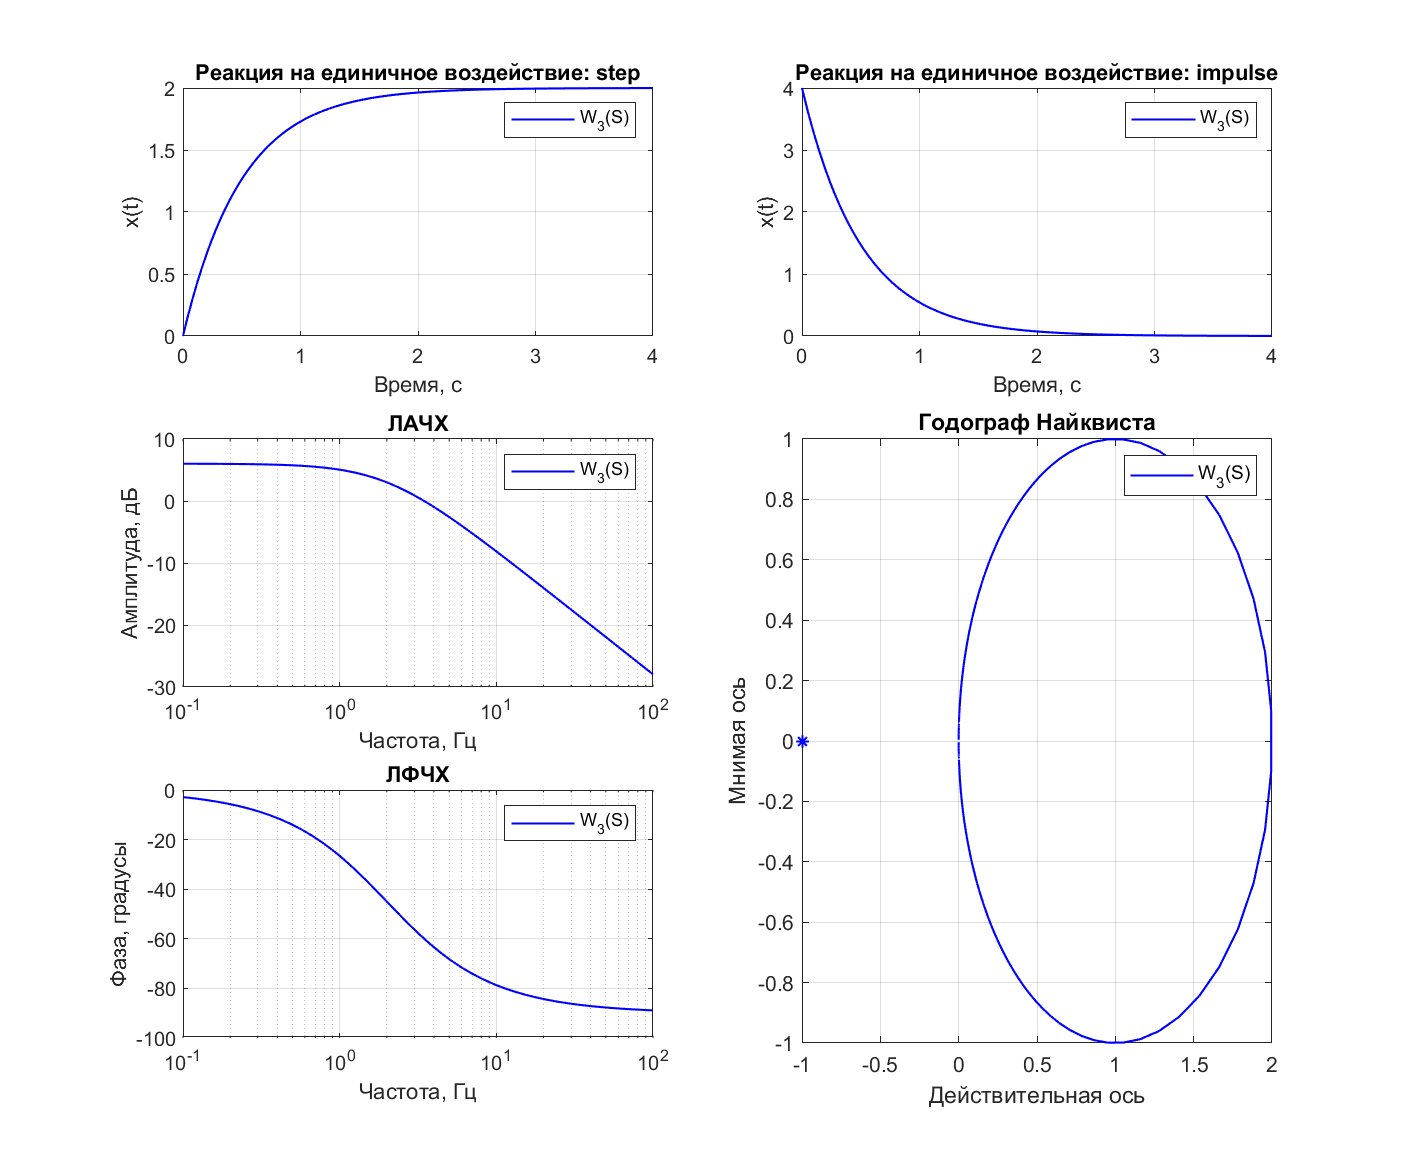 Реакция на единичное воздействие: step
W3(S)
2
1.5
1
0.5
0
x(t)
0 1 2 3 4
Время, с
Реакция на единичное воздействие: impulse
W3(S)
4
3
2
1
0
x(t)
0 1 2 3 4
Время, с
ЛАЧХ
W3(S)
10
0
-10
-20
-30
Амплитуда, дБ
10-1 100 101 102
Частота, Гц
ЛФЧХ
W3(S)
0
-20
-40
-60
-80
-100
Фаза, градусы
10-1 100 101 102
Частота, Гц
Годограф Найквиста
W3(S)
1
0.8
0.6
0.4
0.2
0
-0.2
-0.4
-0.6
-0.8
-1
Мнимая ось
-1 -0.5 0 0.5 1 1.5 2
Действительная ось